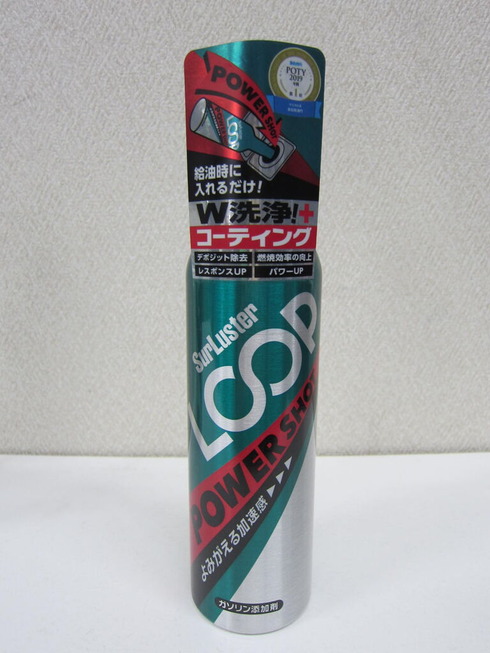 POWER SHOT
POTY
2019
給油時に
入れるだけ!
W洗浄!+
コーティング
デポジット除去
燃焼効率の向上
レスポンスUP
パワーUP
SurLuster
LOOP
POWER SHOT
よみがえる加速感
ガソリン添加剤